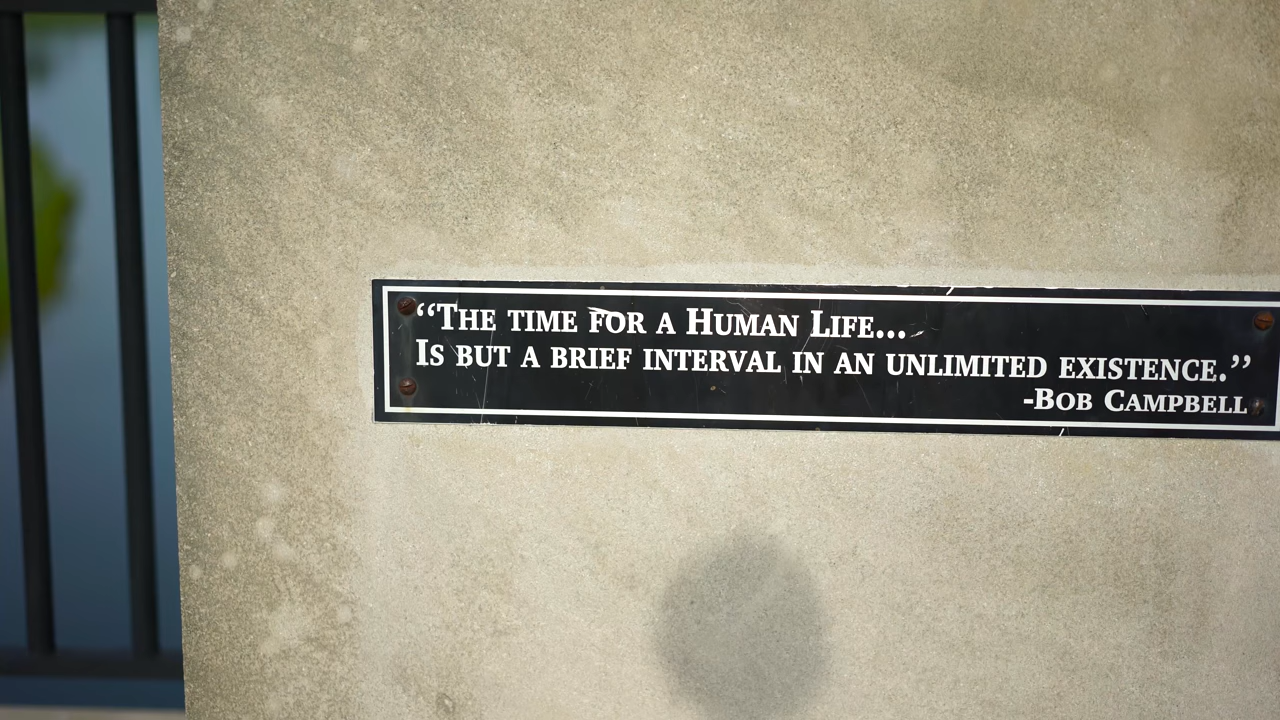 “The time for a Human Life...
Is but a brief interval in an unlimited existence.”
-Bob Campbell